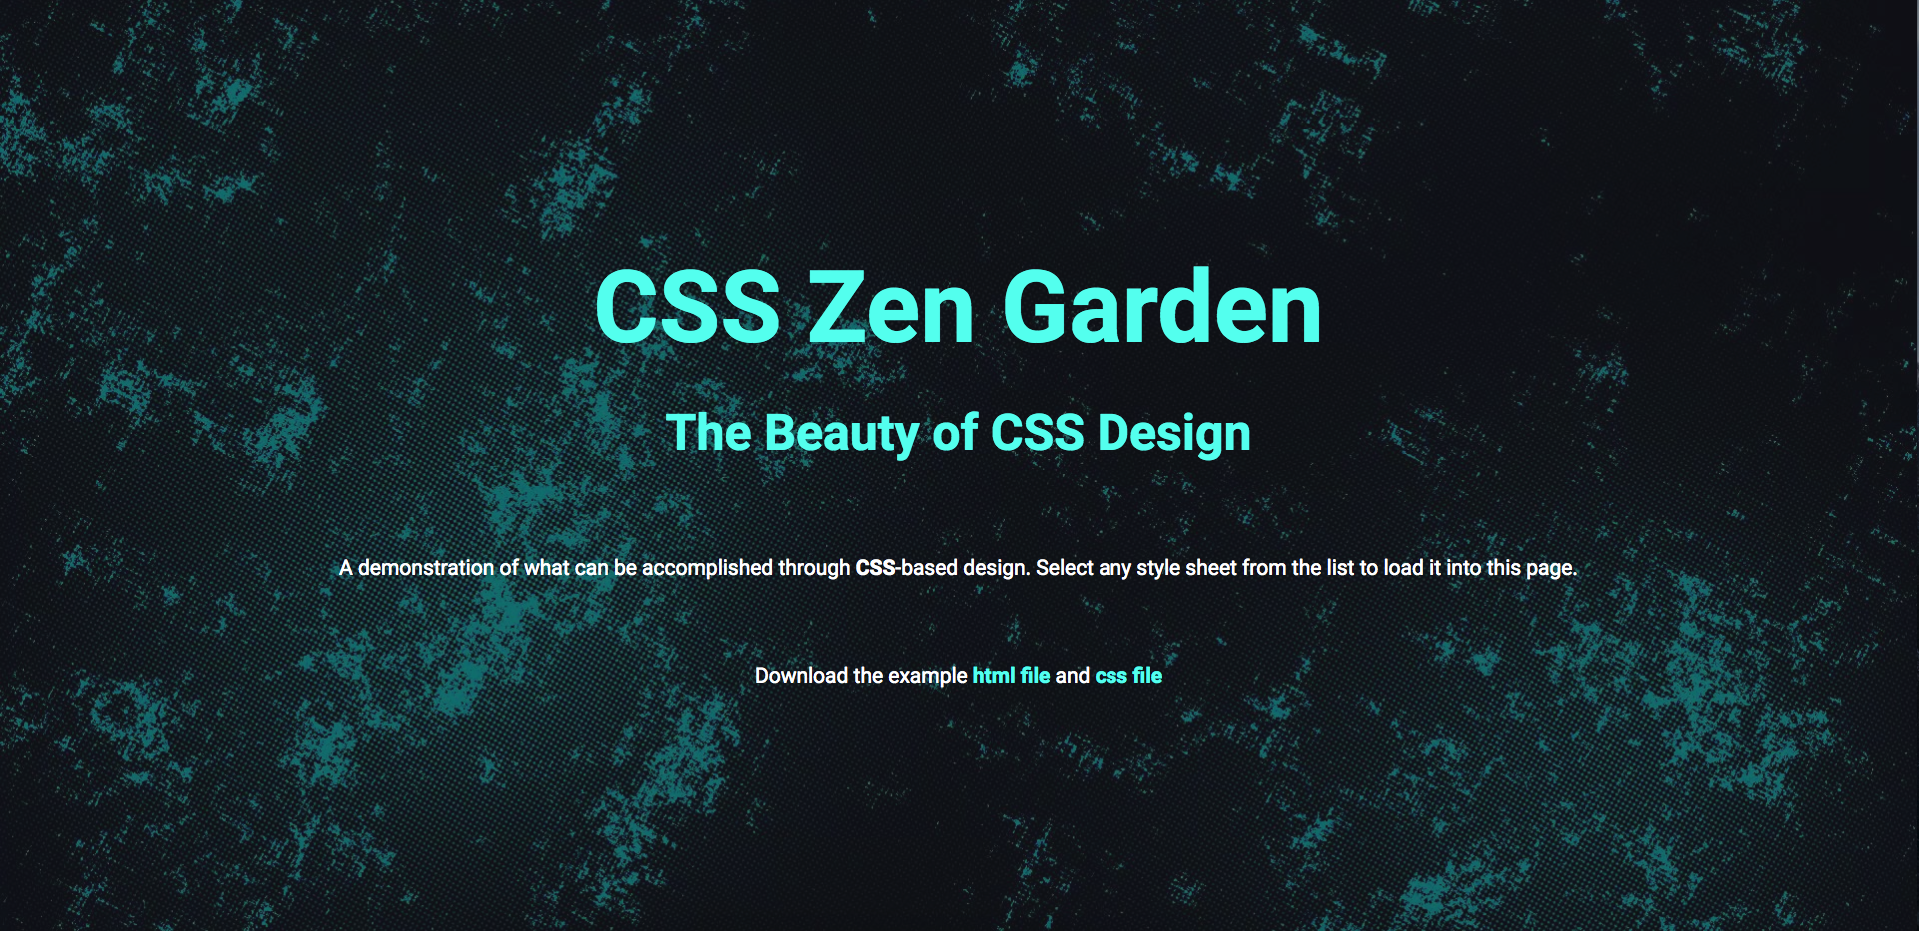 CSS Zen Garden
The Beauty of CSS Design
A demonstration of what can be accomplished through CSS-based design. Select any style sheet from the list to load it into this page.
Download the example html file and css file